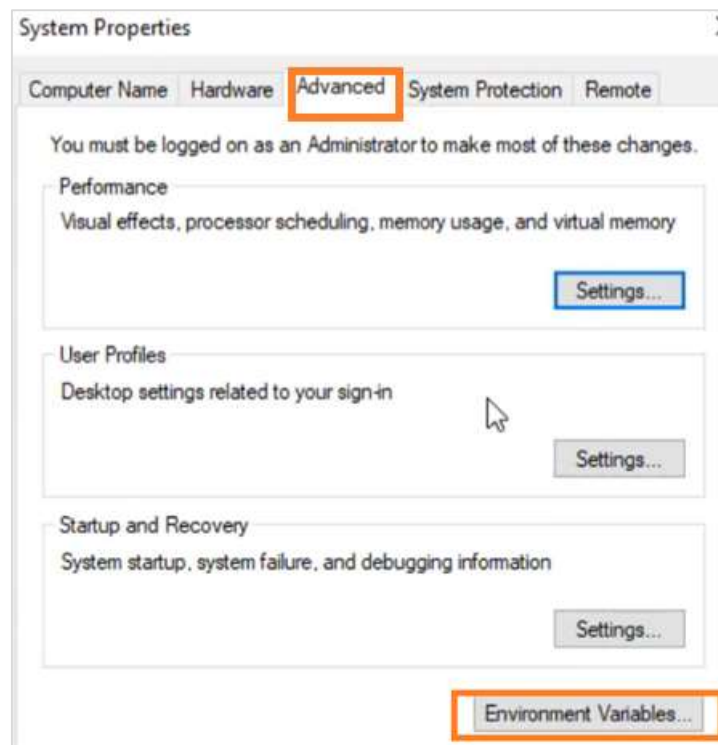 System Properties
Computer Name Hardware Advanced System Protection Remote
You must be logged on as an Administrator to make most of these changes.
Performance
Visual effects, processor scheduling, memory usage, and virtual memory
Settings...
User Profiles
Desktop settings related to your sign-in
Settings...
Startup and Recovery
System startup, system failure, and debugging information
Settings...
Environment Variables...